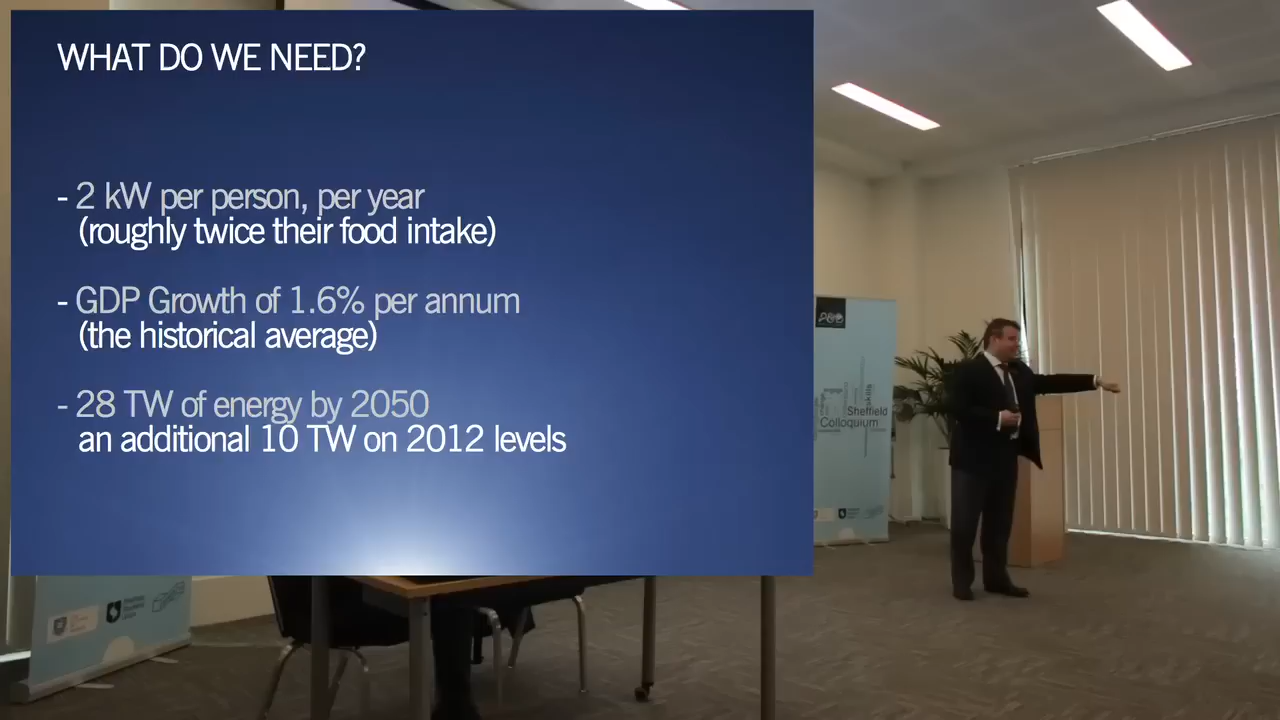 WHAT DO WE NEED?
- 2 kW per person, per year
(roughly twice their food intake)
- GDP Growth of 1.6% per annum
(the historical average)
- 28 TW of energy by 2050
an additional 10 TW on 2012 levels
skills
Sheffield
Colloquium